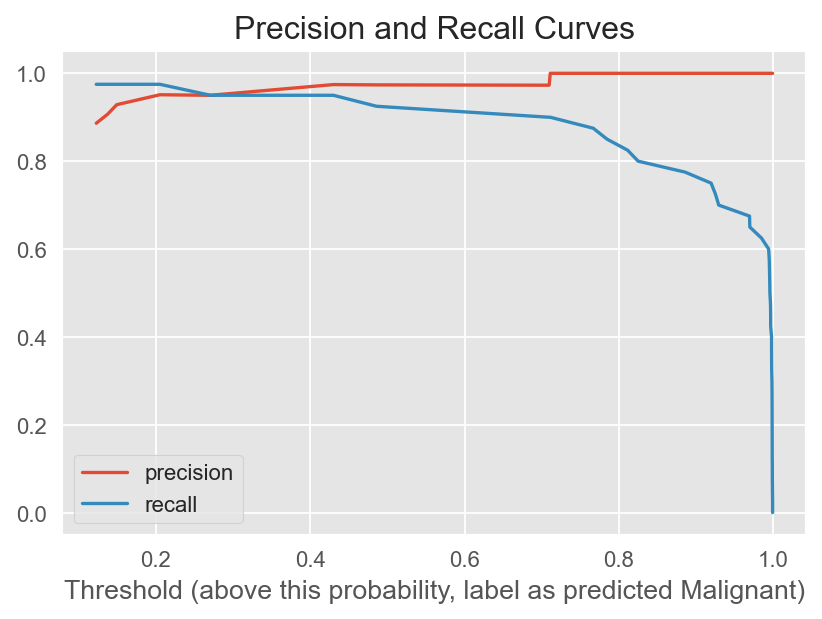 Precision and Recall Curves
1.0
0.8
0.6
0.4
0.2
0.0
precision
recall
0.2 0.4 0.6 0.8 1.0
Threshold (above this probability, label as predicted Malignant)